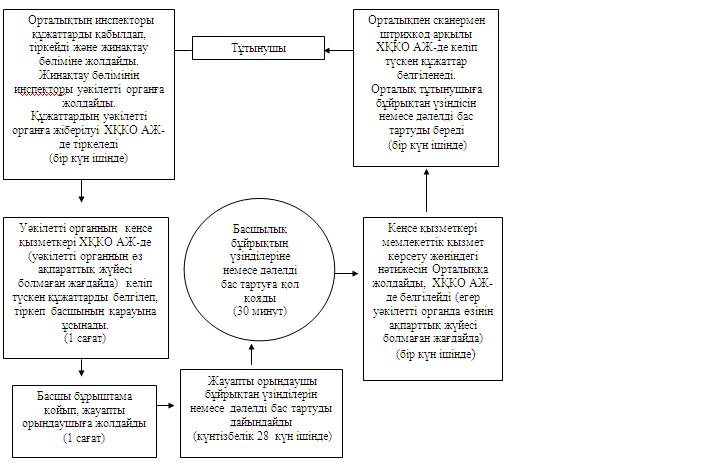 Орталықтың инспекторы
құжаттарды қабылдап,
тіркейді және жинақтау
бөліміне жолдайды.
Жинақтау бөлімінің
инспекторы уәкілетті органға
жолдайды.
Құжаттардың уәкілетті
органға жіберілуі ХҚКО АЖ-
де тіркеледі
(бір күн ішінде)
Тұтынушы
Орталықпен сканермен
штрихкод арқылы
ХҚКО АЖ-де келіп
түскен құжаттар
белгіленеді.
Орталық тұтынушыға
бұйрықтан үзіндісін
немесе дәлелді бас
тартуды береді
(бір күн ішінде)
Уәкілетті органның кеңсе
қызметкері ХҚКО АЖ-де
(уәкілетті органның өз
ақпараттық жүйесі
болмаған жағдайда) келіп
түскен құжаттарды белгілеп,
тіркеп басшының қарауына
ұсынады.
(1 сағат)
Басшылық
бұйрықтың
үзінділеріне
немесе дәлелді
бас тартуға қол
қояды
(30 минут)
Кеңсе қызметкері
мемлекеттік қызмет
көрсету жөніндегі
нәтижесін Орталыққа
жолдайды, ХҚКО АЖ-
де белгілейді (егер
уәкілетті органда өзінің
ақпарттық жүйесі
болмаған жағдайда)
(бір күн ішінде)
Басшы бұрыштама
қойып, жауапты
орындаушыға жолдайды
(1 сағат)
Жауапты орындаушы
бұйрықтан үзінділерін
немесе дәлелді бас тартуды
дайындайды
(күнтізбелік 28 күн ішінде)